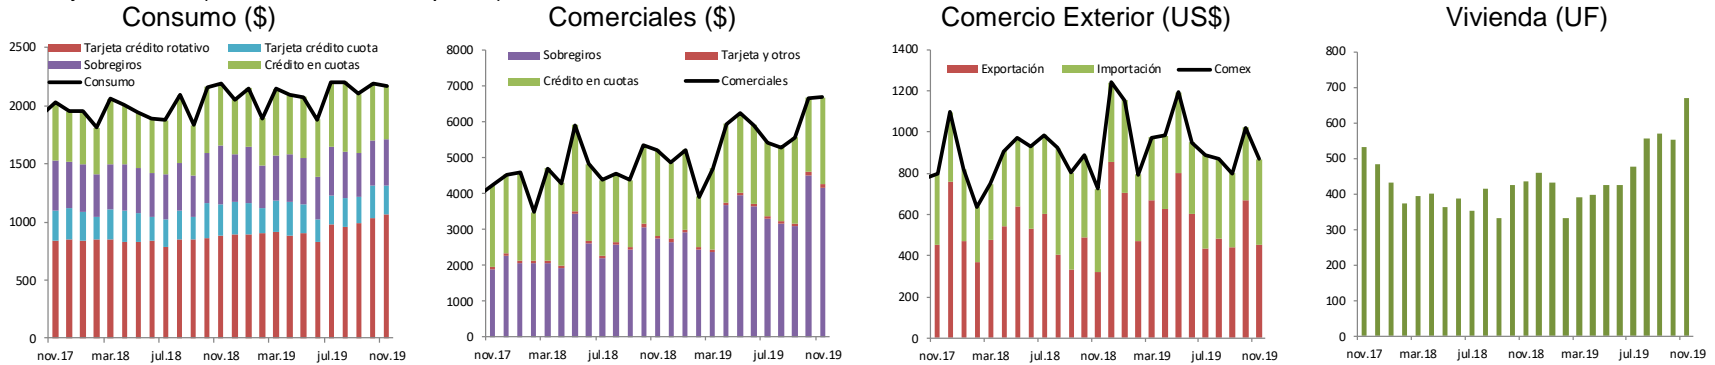 Consumo ($)
Tarjeta crédito rotativo
Tarjeta crédito cuota
Sobregiros
Crédito en cuotas
Consumo
2500
2000
1500
1000
500
0
nov.17 mar.18 jul.18 nov.18 mar.19 jul.19 nov.19
Comerciales ($)
Sobregiros
Tarjeta y otros
Crédito en cuotas
Comerciales
8000
7000
6000
5000
4000
3000
2000
1000
0
nov.17 mar.18 jul.18 nov.18 mar.19 jul.19 nov.19
Comercio Exterior (US$)
Exportación
Importación
Comex
1400
1200
1000
800
600
400
200
0
nov.17 mar.18 jul.18 nov.18 mar.19 jul.19 nov.19
Vivienda (UF)
800
700
600
500
400
300
200
100
0
nov.17 mar.18 jul.18 nov.18 mar.19 jul.19 nov.19